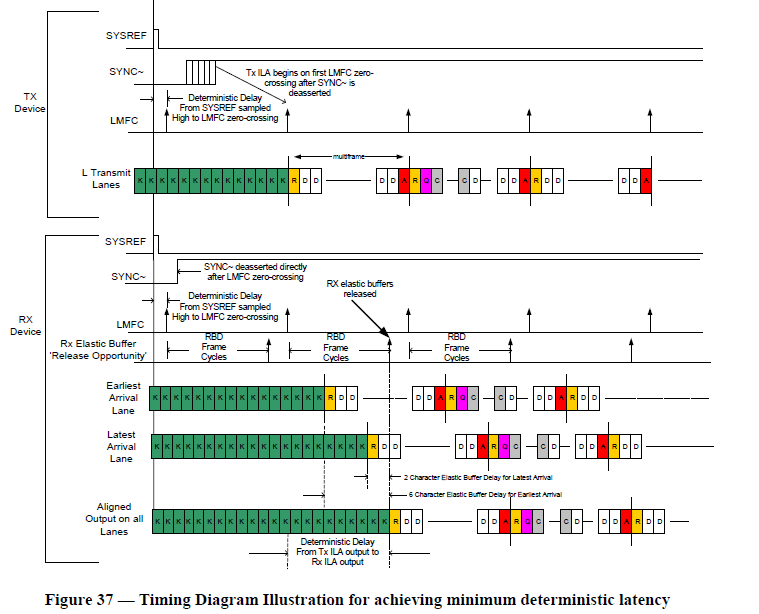 SYSREF
SYNC~
Tx ILA begins on first LMFC zero-
crossing after SYNC~ is
deasserted
TX
Device
Deterministic Delay
From SYSREF sampled
High to LMFC zero-crossing
LMFC
multiframe
L Transmit
Lanes
K K K K K K K K K K K K K K R D D
D D A R Q C
C D
D D A R D D
D D A
SYSREF
SYNC~
SYNC~ deasserted directly
after LMFC zero-crossing
RX elastic buffers
released
Deterministic Delay
From SYSREF sampled
High to LMFC zero-crossing
RX
Device
LMFC
Rx Elastic Buffer
'Release Opportunity'
RBD
Frame
Cycles
RBD
Frame
Cycles
RBD
Frame
Cycles
Earliest
Arrival
Lane
K K K K K K K K K K K K K K K K R D D
D D A R Q C
C D
D D A R D D
Latest
Arrival
Lane
K K K K K K K K K K K K K K K K K K K K R D D
D D A R Q C
C D
D D A R D D
2 Character Elastic Buffer Delay for Latest Arrival
6 Character Elastic Buffer Delay for Earliest Arrival
Aligned
Output on all
Lanes
K K K K K K K K K K K K K K K K K K K K K K R D D
D D A R Q C
C D
D D A R D D
Deterministic Delay
From Tx ILA output to
Rx ILA output
Figure 37 — Timing Diagram Illustration for achieving minimum deterministic latency